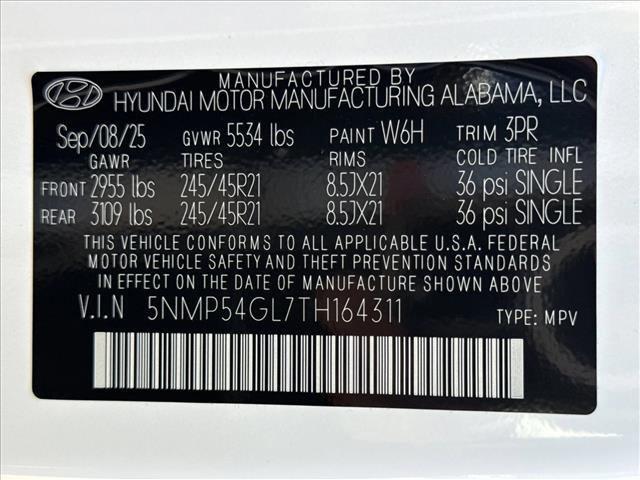 MANUFACTURED BY
HYUNDAI MOTOR MANUFACTURING ALABAMA, LLC
Sep/08/25 GVWR 5534 lbs PAINT W6H TRIM 3PR
GAWR TIRES RIMS COLD TIRE INFL
FRONT 2955 lbs 245/45R21 8.5JX21 36 psi SINGLE
REAR 3109 lbs 245/45R21 8.5JX21 36 psi SINGLE
THIS VEHICLE CONFORMS TO ALL APPLICABLE U.S.A. FEDERAL
MOTOR VEHICLE SAFETY AND THEFT PREVENTION STANDARDS
IN EFFECT ON THE DATE OF MANUFACTURE SHOWN ABOVE
V.I.N 5NMP54GL7TH164311 TYPE: MPV